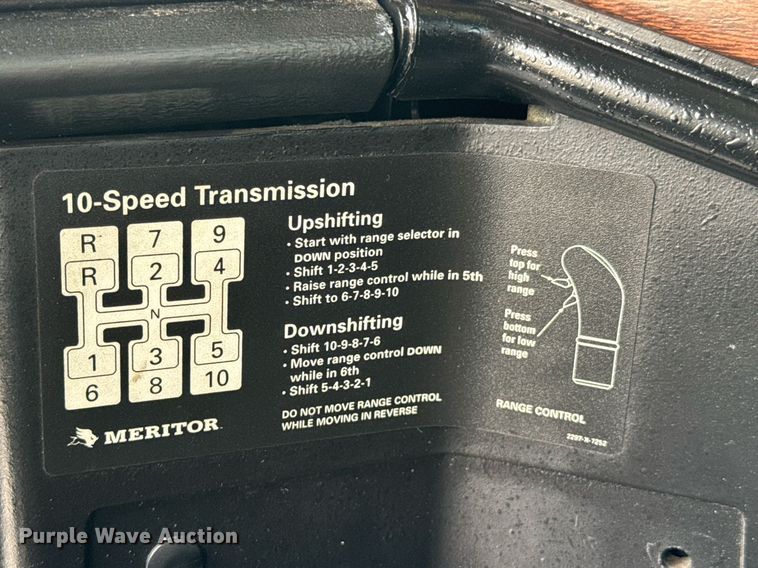 10-Speed Transmission
R 7 9
R 2 4
N
1 3 5
6 8 10
MERITOR
Upshifting
• Start with range selector in
DOWN position
• Shift 1-2-3-4-5
• Raise range control while in 5th
• Shift to 6-7-8-9-10
Downshifting
• Shift 10-9-8-7-6
• Move range control DOWN
while in 6th
• Shift 5-4-3-2-1
DO NOT MOVE RANGE CONTROL
WHILE MOVING IN REVERSE
Press
top for
high
range
Press
bottom
for low
range
RANGE CONTROL
2297-H-7252
Purple Wave Auction